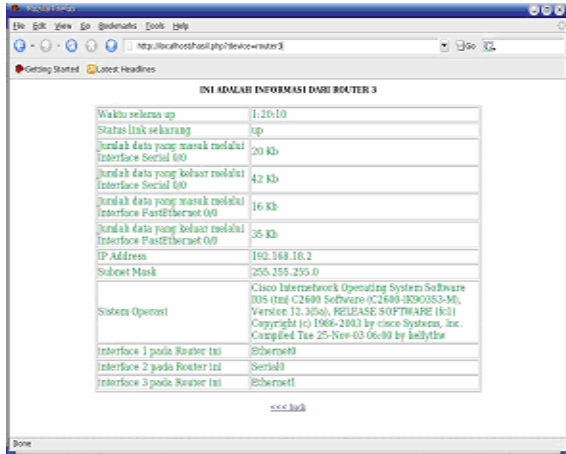 Mozilla Firefox
File Edit View Go Bookmarks Tools Help
http://localhost/hasil.php?device=router3
Go
Getting Started Latest Headlines
INI ADALAH INFORMASI DARI ROUTER 3
Waktu selama up 1:20:10
Status link sekarang up
Jumlah data yang masuk melalui
Interface Serial 0/0
20 Kb
Jumlah data yang keluar melalui
Interface Serial 0/0
42 Kb
Jumlah data yang masuk melalui
Interface FastEthernet 0/0
16 Kb
Jumlah data yang keluar melalui
Interface FastEthernet 0/0
35 Kb
IP Address 192.168.18.2
Subnet Mask 255.255.255.0
Sistem Operasi
Cisco Internetwork Operating System Software
IOS (tm) C2600 Software (C2600-IK9O3S3-M),
Version 12.3(5a), RELEASE SOFTWARE (fc1)
Copyright (c) 1986-2003 by cisco Systems, Inc.
Compiled Tue 25-Nov-03 06:00 by kellythw
Interface 1 pada Router ini Ethernet0
Interface 2 pada Router ini Serial0
Interface 3 pada Router ini Ethernet1
<<< back
Done